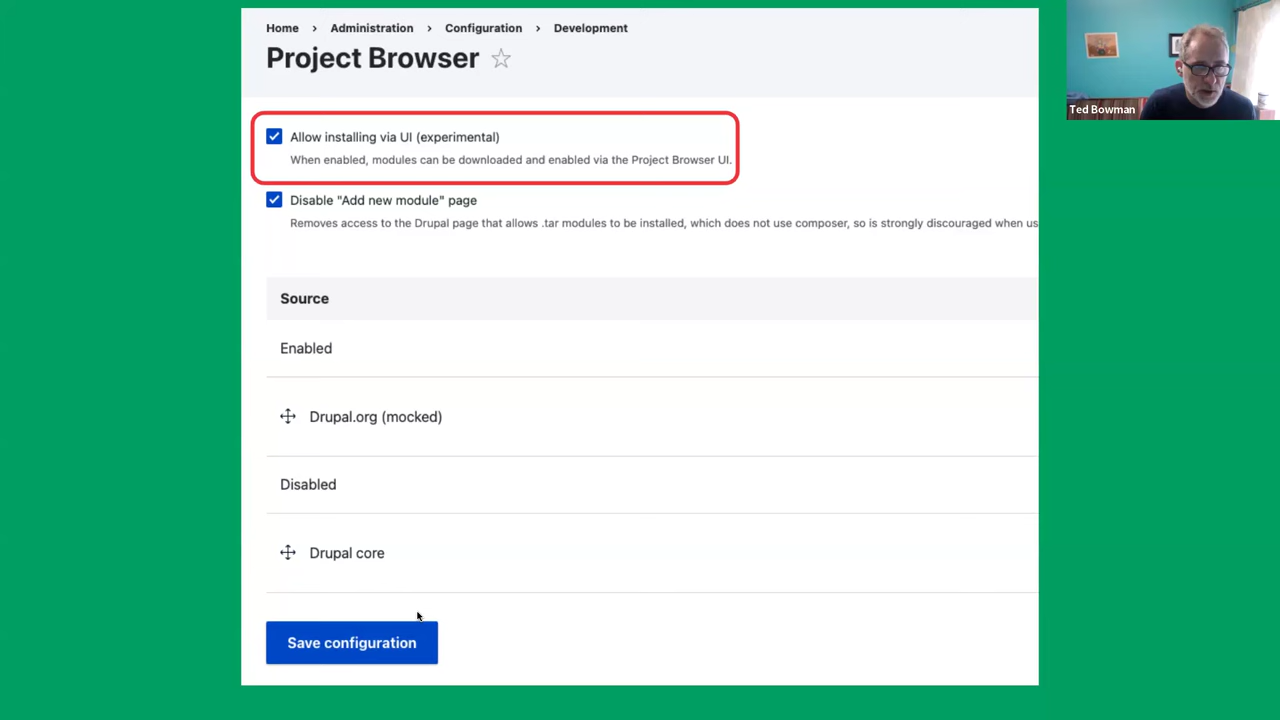 Home > Administration > Configuration > Development
Project Browser
Ted Bowman
Allow installing via UI (experimental)
When enabled, modules can be downloaded and enabled via the Project Browser UI.
Disable "Add new module" page
Removes access to the Drupal page that allows .tar modules to be installed, which does not use composer, so is strongly discouraged when us
Source
Enabled
Drupal.org (mocked)
Disabled
Drupal core
Save configuration